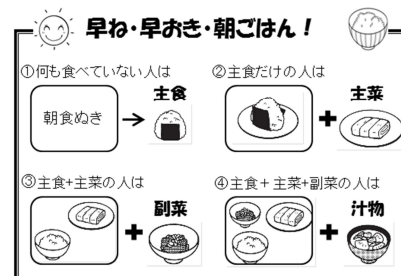 早ね・早おき・朝ごはん！
①何も食べていない人は
朝食ぬき
→
主食
②主食だけの人は
+
主菜
③主食+主菜の人は
+
副菜
④主食+主菜+副菜の人は
+
汁物